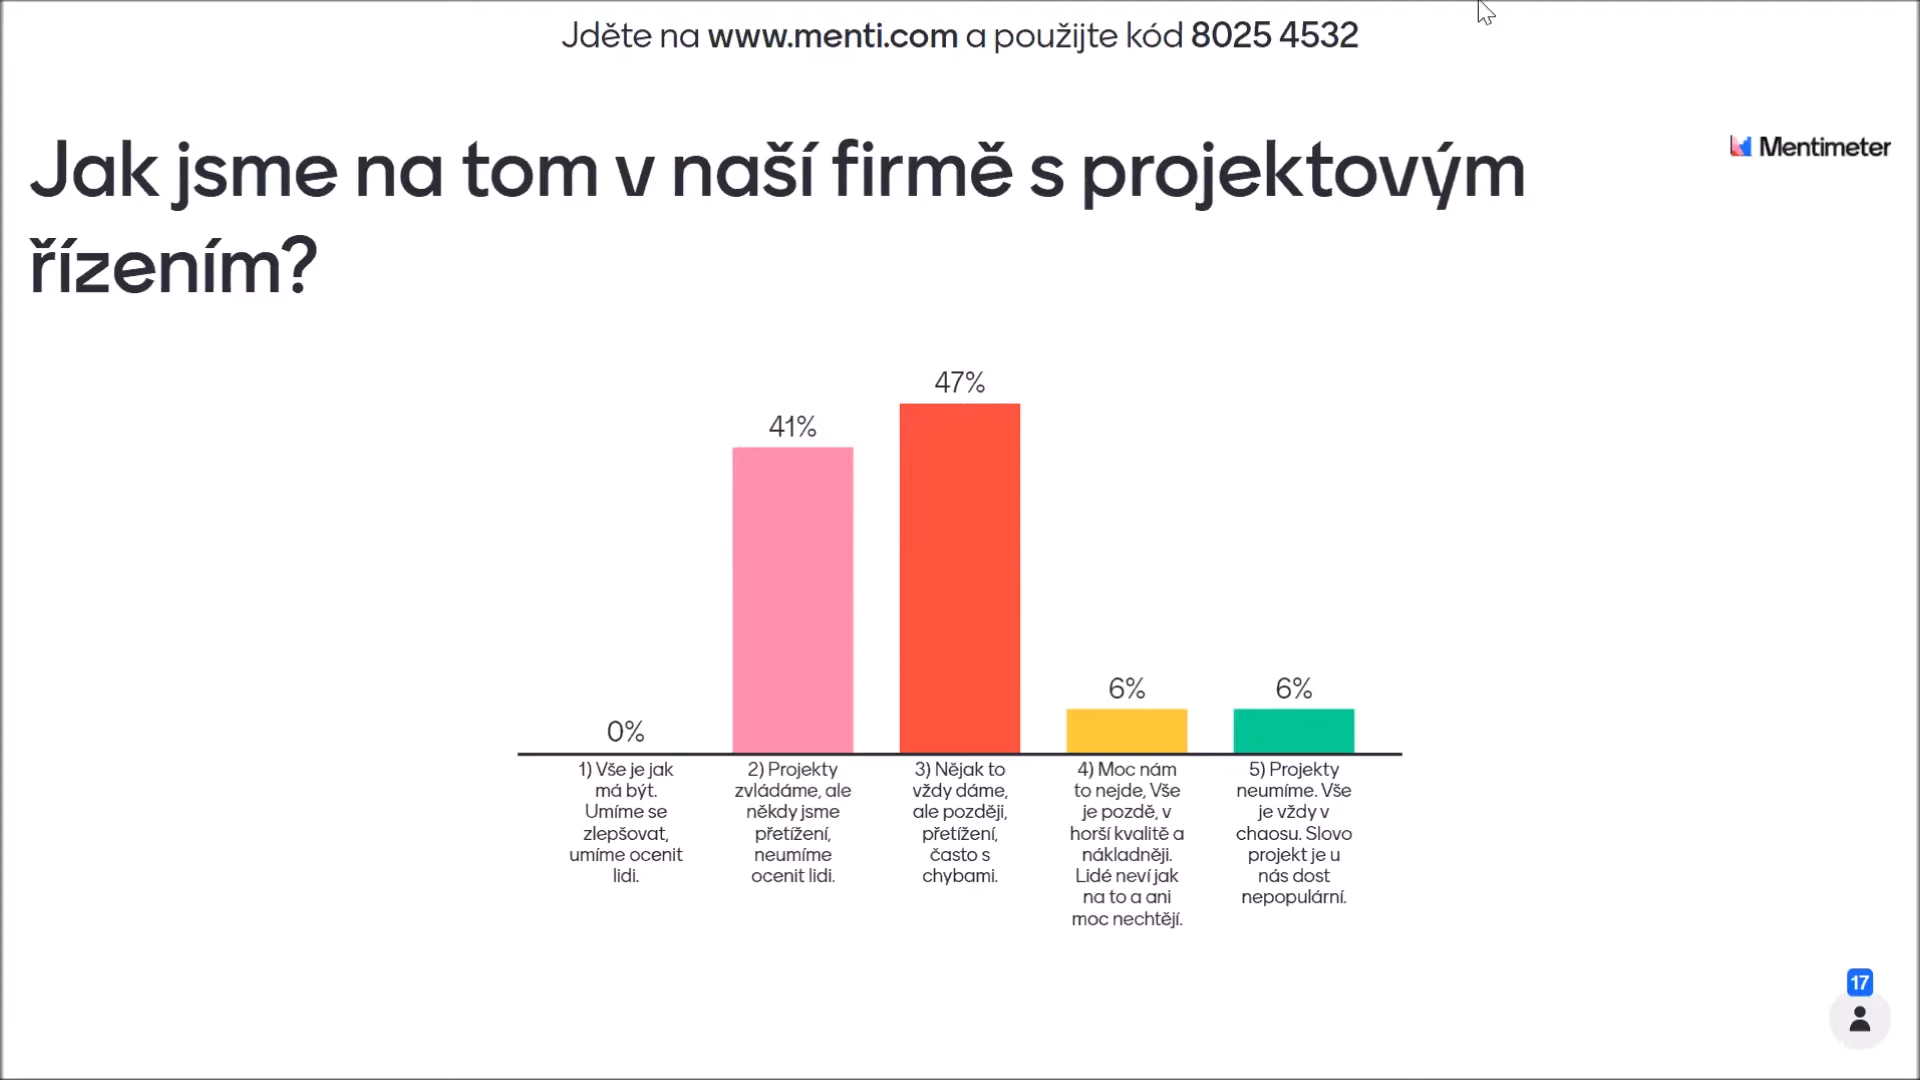 Jděte na www.menti.com a použijte kód 8025 4532
Mentimeter
Jak jsme na tom v naší firmě s projektovým
řízením?
0%
41%
47%
6%
6%
1) Vše je jak
má být.
Umíme se
zlepšovat,
umíme ocenit
lidi.
2) Projekty
zvládáme, ale
někdy jsme
přetížení,
neumíme
ocenit lidi.
3) Nějak to
vždy dáme,
ale později,
přetížení,
často s
chybami.
4) Moc nám
to nejde, Vše
je pozdě, v
horší kvalitě a
nákladněji.
Lidé neví jak
na to a ani
moc nechtějí.
5) Projekty
neumíme. Vše
je vždy v
chaosu. Slovo
projekt je u
nás dost
nepopulární.
17